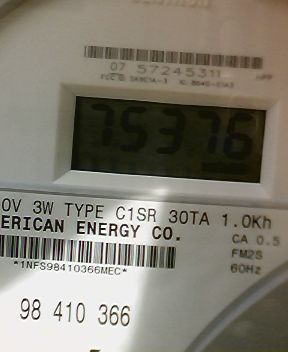 07 57245311
75376
0V 3W TYPE C1SR 30TA 1.0Kh
ERICAN ENERGY CO.
CA 0.5
FM2S
60Hz
*1NFS98410366MEC*
98 410 366